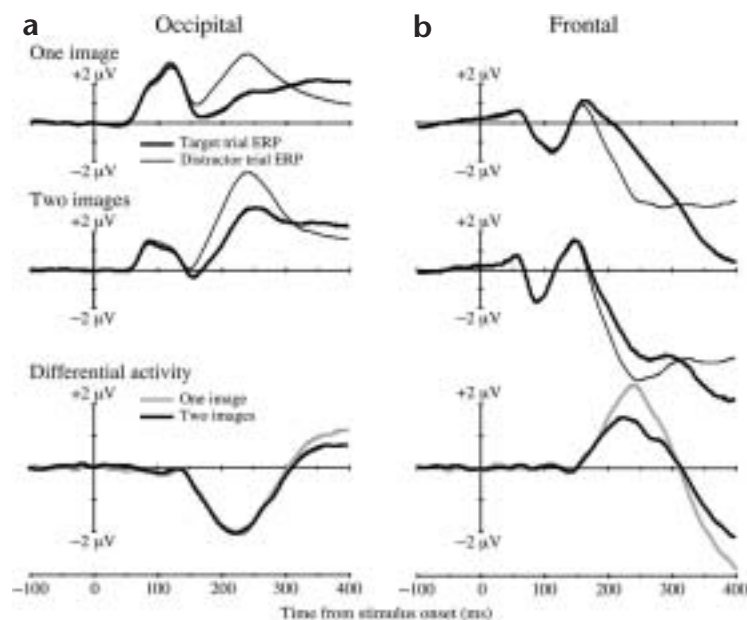 a Occipital
b Frontal
One image
+2 µV
−2 µV
Target trial ERP
Distractor trial ERP
Two images
+2 µV
−2 µV
Differential activity
+2 µV
One image
Two images
−2 µV
-100 0 100 200 300 400
+2 µV
−2 µV
+2 µV
−2 µV
+2 µV
−2 µV
-100 0 100 200 300 400
Time from stimulus onset (ms)